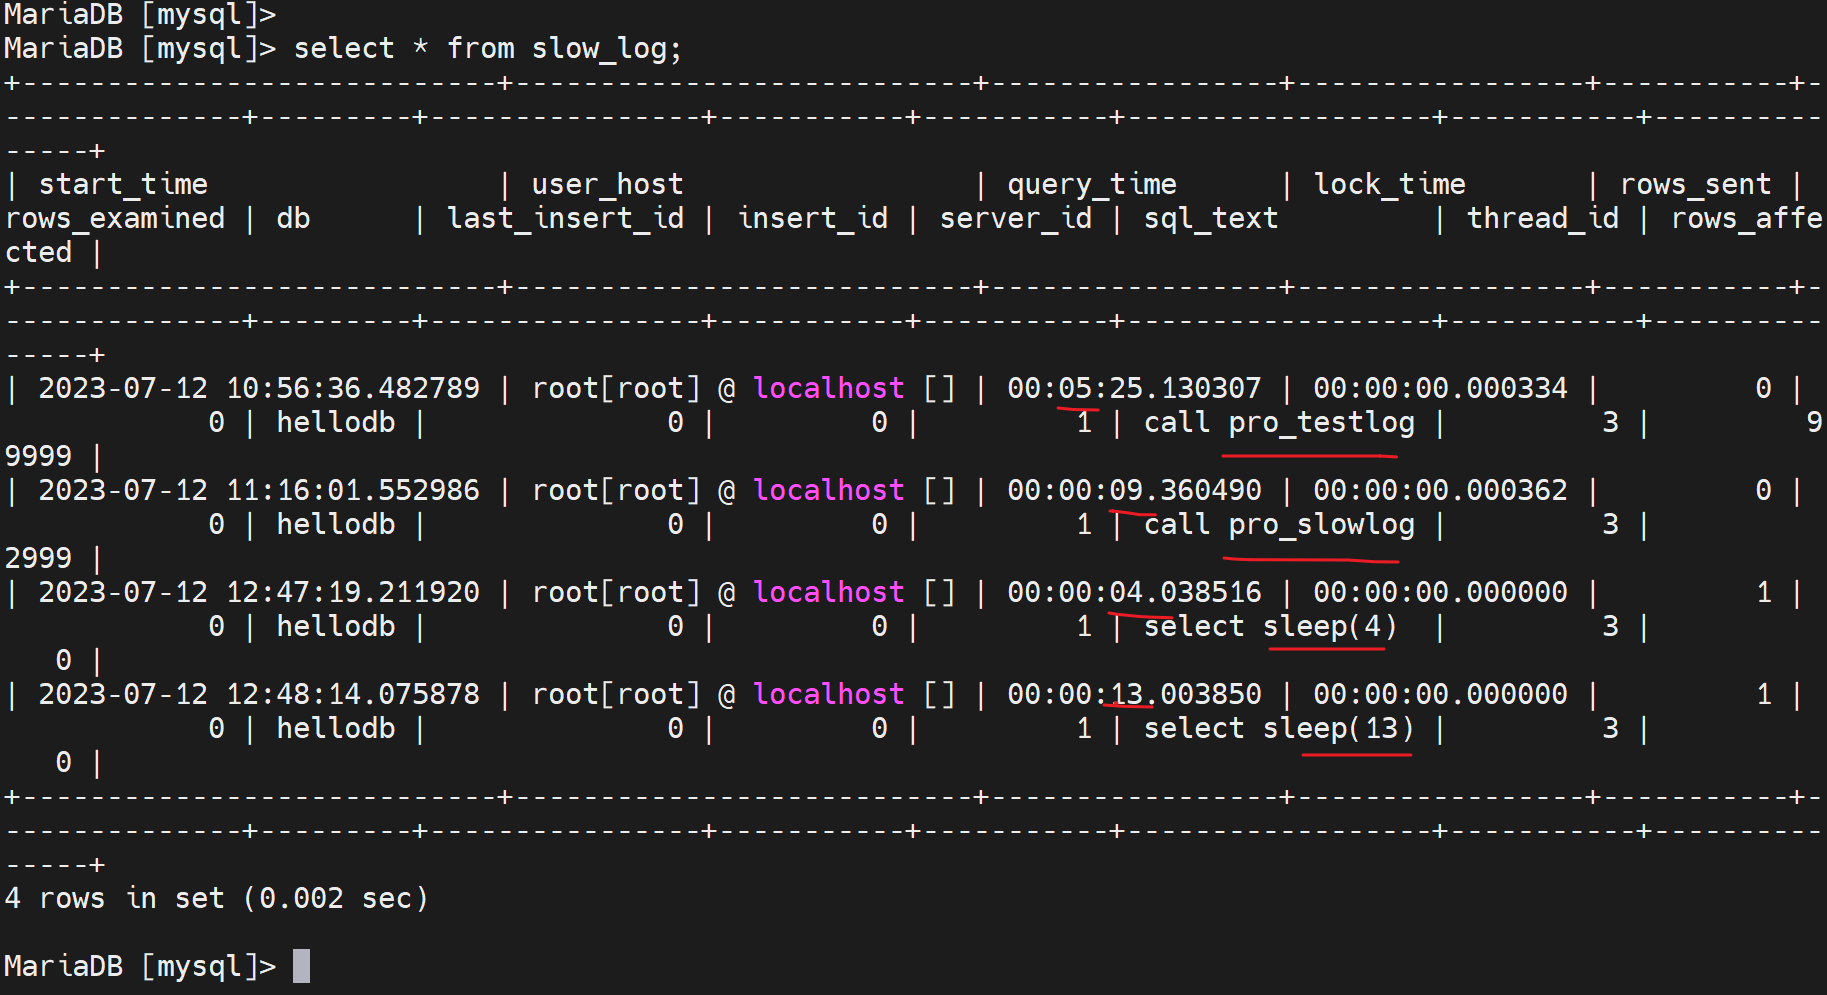 MariaDB [mysql]>
MariaDB [mysql]> select * from slow_log;
+----------------------------+---------------------------+-----------------+-----------------+-----------+-
--------------+---------+----------------+-----------+-----------+------------------+-----------+----------
-----+
| start_time                 | user_host                 | query_time      | lock_time       | rows_sent |
rows_examined | db      | last_insert_id | insert_id | server_id | sql_text         | thread_id | rows_affe
cted |
+----------------------------+---------------------------+-----------------+-----------------+-----------+-
--------------+---------+----------------+-----------+-----------+------------------+-----------+----------
-----+
| 2023-07-12 10:56:36.482789 | root[root] @ localhost [] | 00:05:25.130307 | 00:00:00.000334 |         0 |
            0 | hellodb |              0 |         0 |         1 | call pro_testlog |         3 |         9
9999 |
| 2023-07-12 11:16:01.552986 | root[root] @ localhost [] | 00:00:09.360490 | 00:00:00.000362 |         0 |
            0 | hellodb |              0 |         0 |         1 | call pro_slowlog |         3 |
2999 |
| 2023-07-12 12:47:19.211920 | root[root] @ localhost [] | 00:00:04.038516 | 00:00:00.000000 |         1 |
            0 | hellodb |              0 |         0 |         1 | select sleep(4)  |         3 |
   0 |
| 2023-07-12 12:48:14.075878 | root[root] @ localhost [] | 00:00:13.003850 | 00:00:00.000000 |         1 |
            0 | hellodb |              0 |         0 |         1 | select sleep(13) |         3 |
   0 |
+----------------------------+---------------------------+-----------------+-----------------+-----------+-
--------------+---------+----------------+-----------+-----------+------------------+-----------+----------
-----+
4 rows in set (0.002 sec)
MariaDB [mysql]>